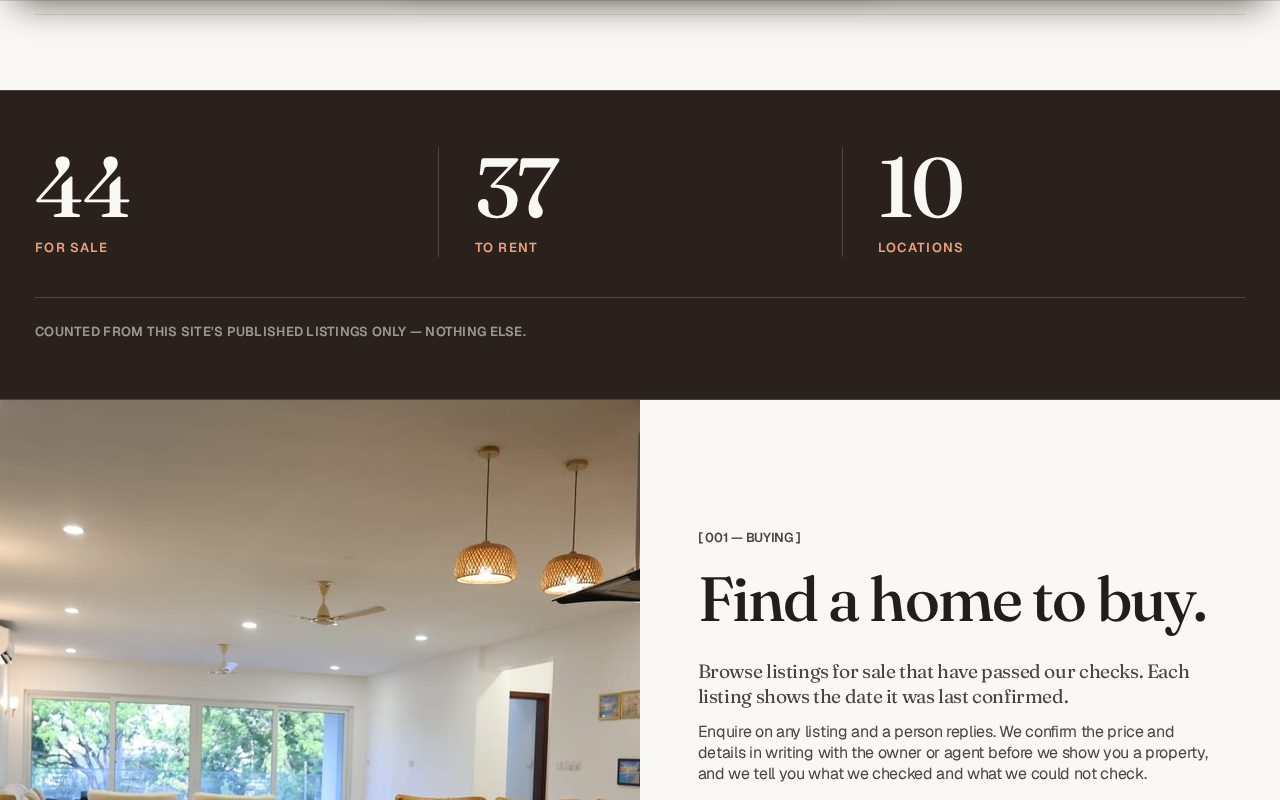 44
37
10
FOR SALE
TO RENT
LOCATIONS
COUNTED FROM THIS SITE'S PUBLISHED LISTINGS ONLY — NOTHING ELSE.
[ 001 — BUYING ]
Find a home to buy.
Browse listings for sale that have passed our checks. Each
listing shows the date it was last confirmed.
Enquire on any listing and a person replies. We confirm the price and
details in writing with the owner or agent before we show you a property,
and we tell you what we checked and what we could not check.